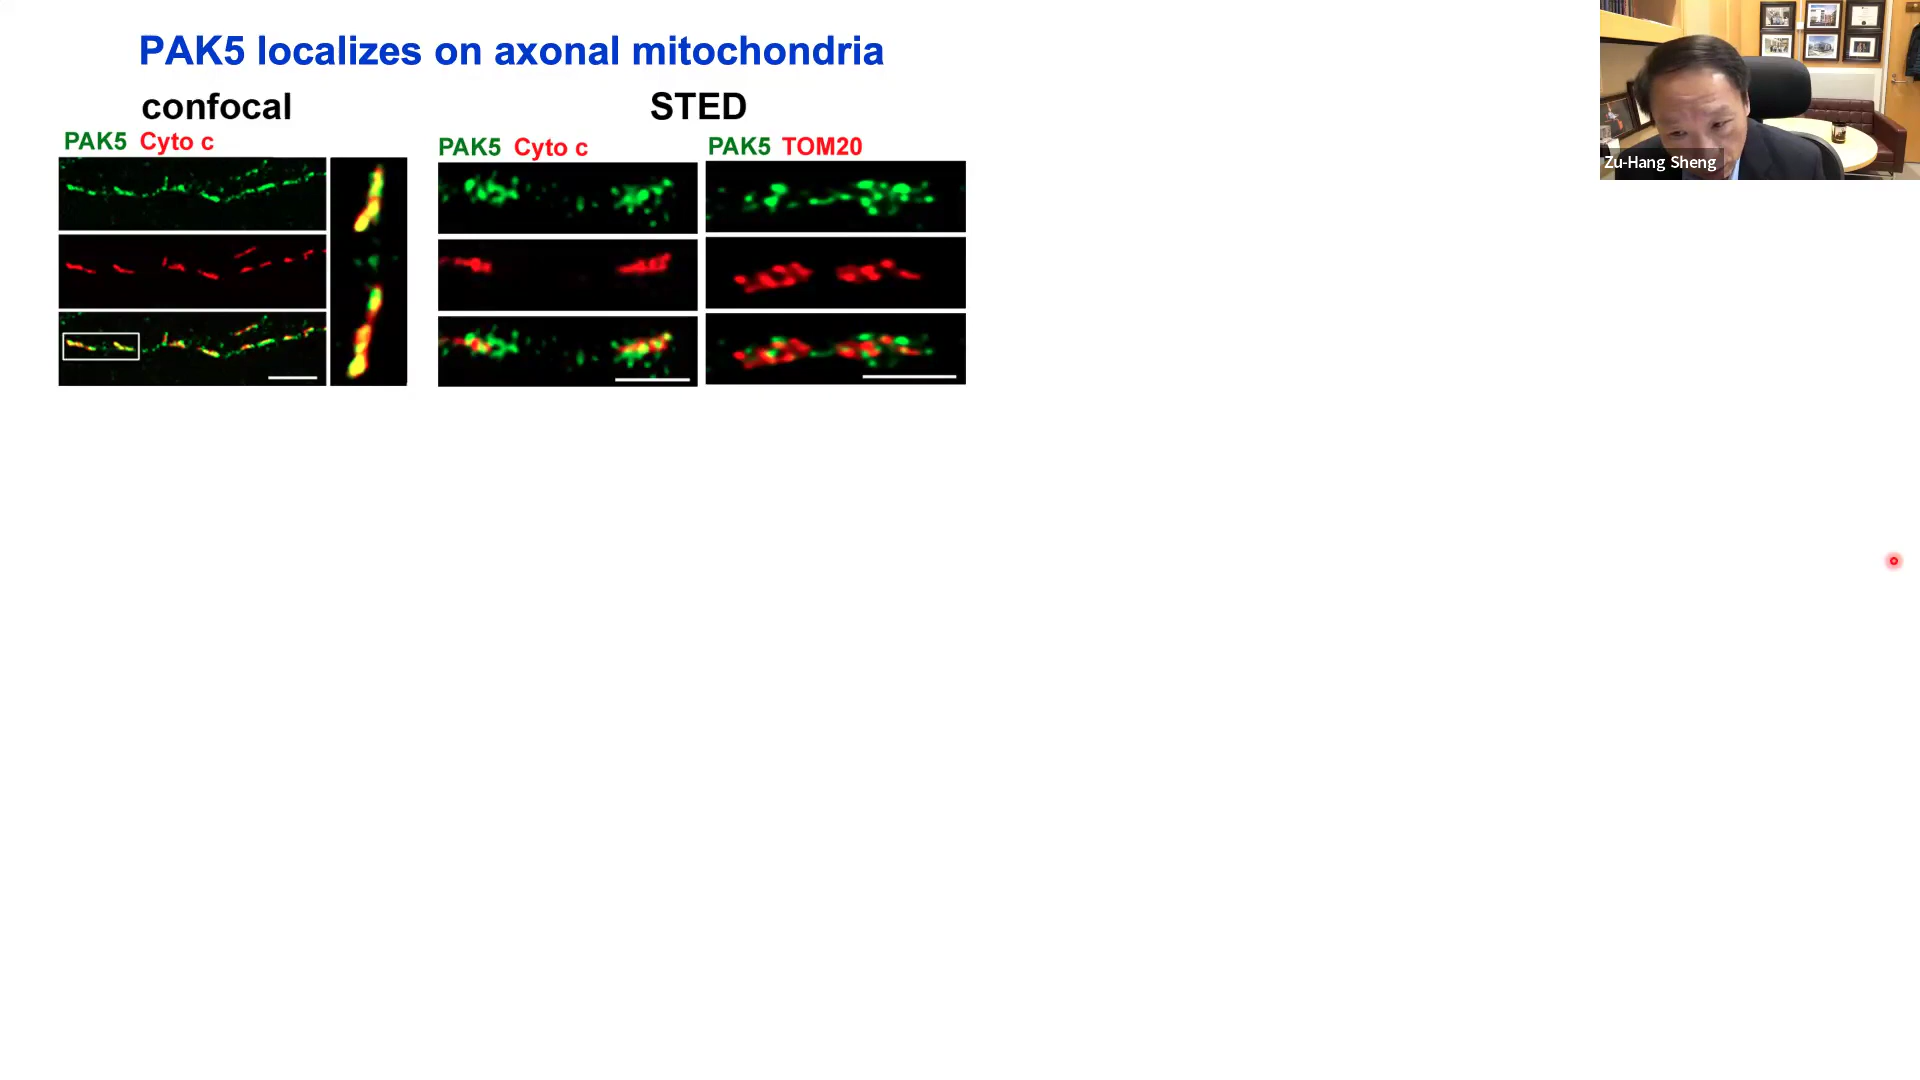 PAK5 localizes on axonal mitochondria
confocal
STED
PAK5 Cyto c
PAK5 Cyto c
PAK5 TOM20
Zu-Hang Sheng